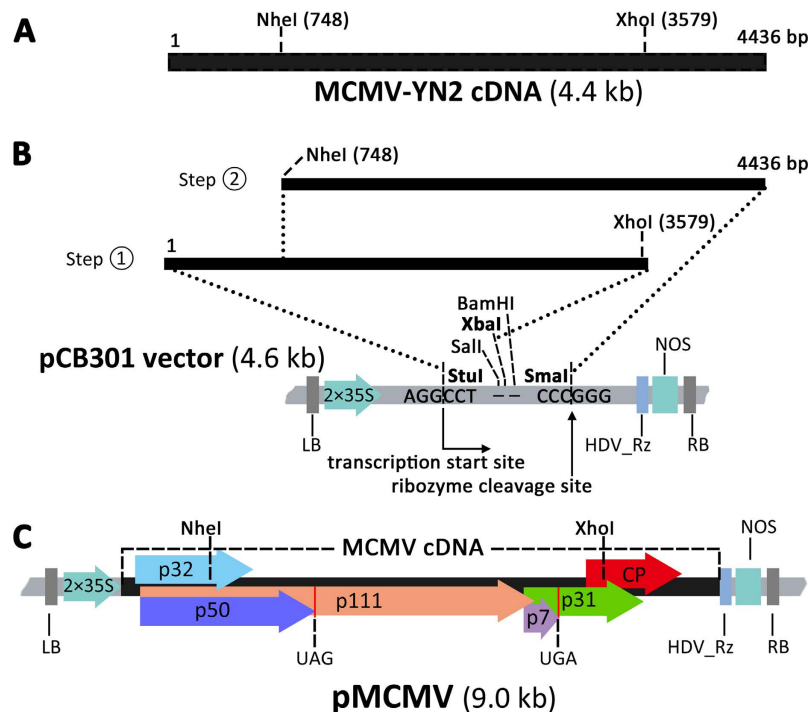 A
NheI (748)
XhoI (3579)
1
4436 bp
MCMV-YN2 cDNA (4.4 kb)
B
NheI (748)
4436 bp
Step ②
XhoI (3579)
1
Step ①
BamHI
XbaI
SalI
pCB301 vector (4.6 kb)
NOS
StuI
SmaI
2×35S
AGGCCT
CCCGGG
LB
HDV_Rz
RB
transcription start site
ribozyme cleavage site
C
NheI
XhoI
NOS
MCMV cDNA
2×35S
p32
CP
p50
p111
p7
p31
LB
UAG
UGA
HDV_Rz
RB
pMCMV (9.0 kb)